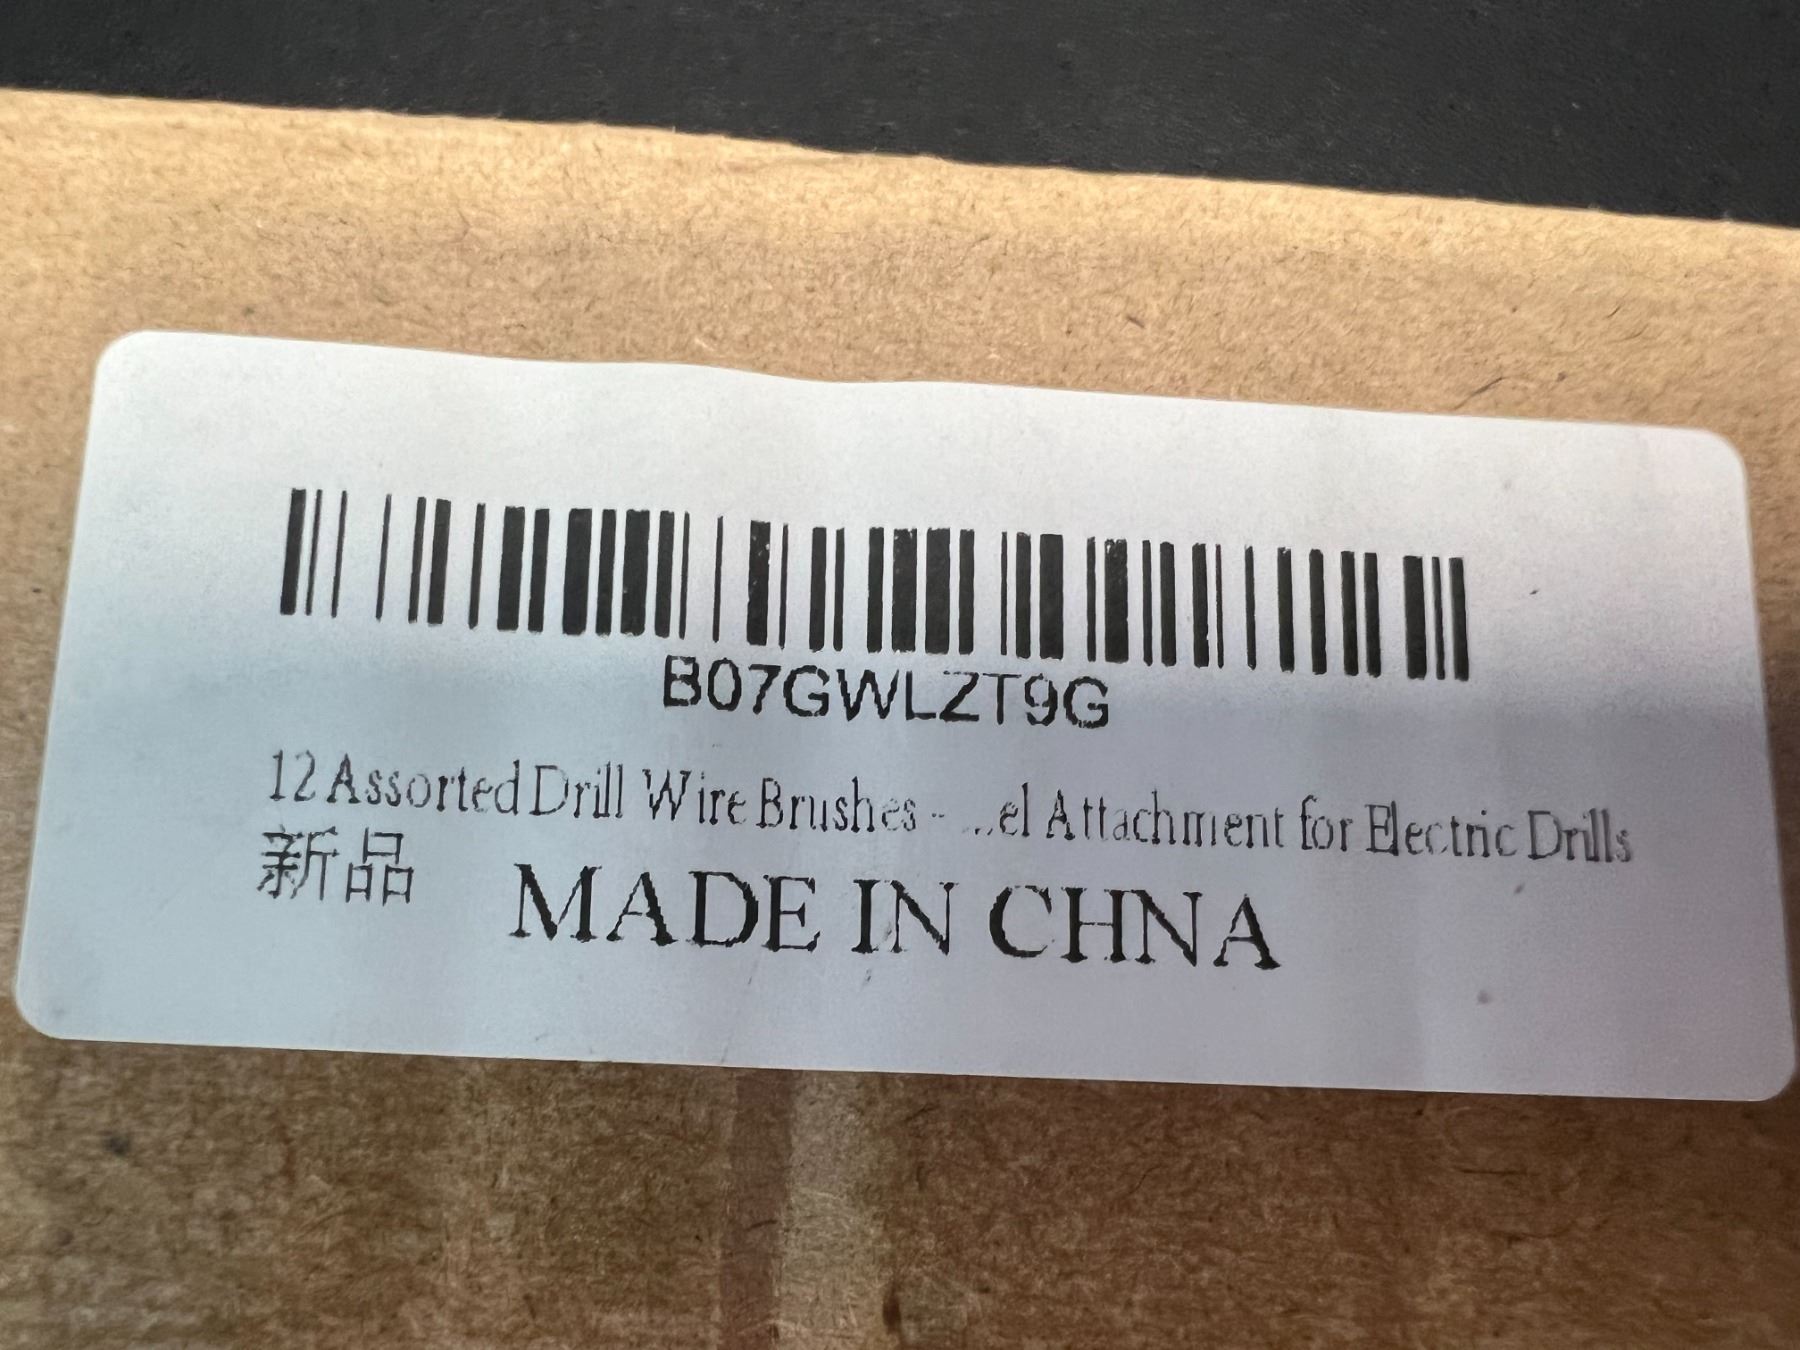 B07GWLZT9G
12 Assorted Drill Wire Brushes - ...el Attachment for Electric Drills
新品
MADE IN CHNA